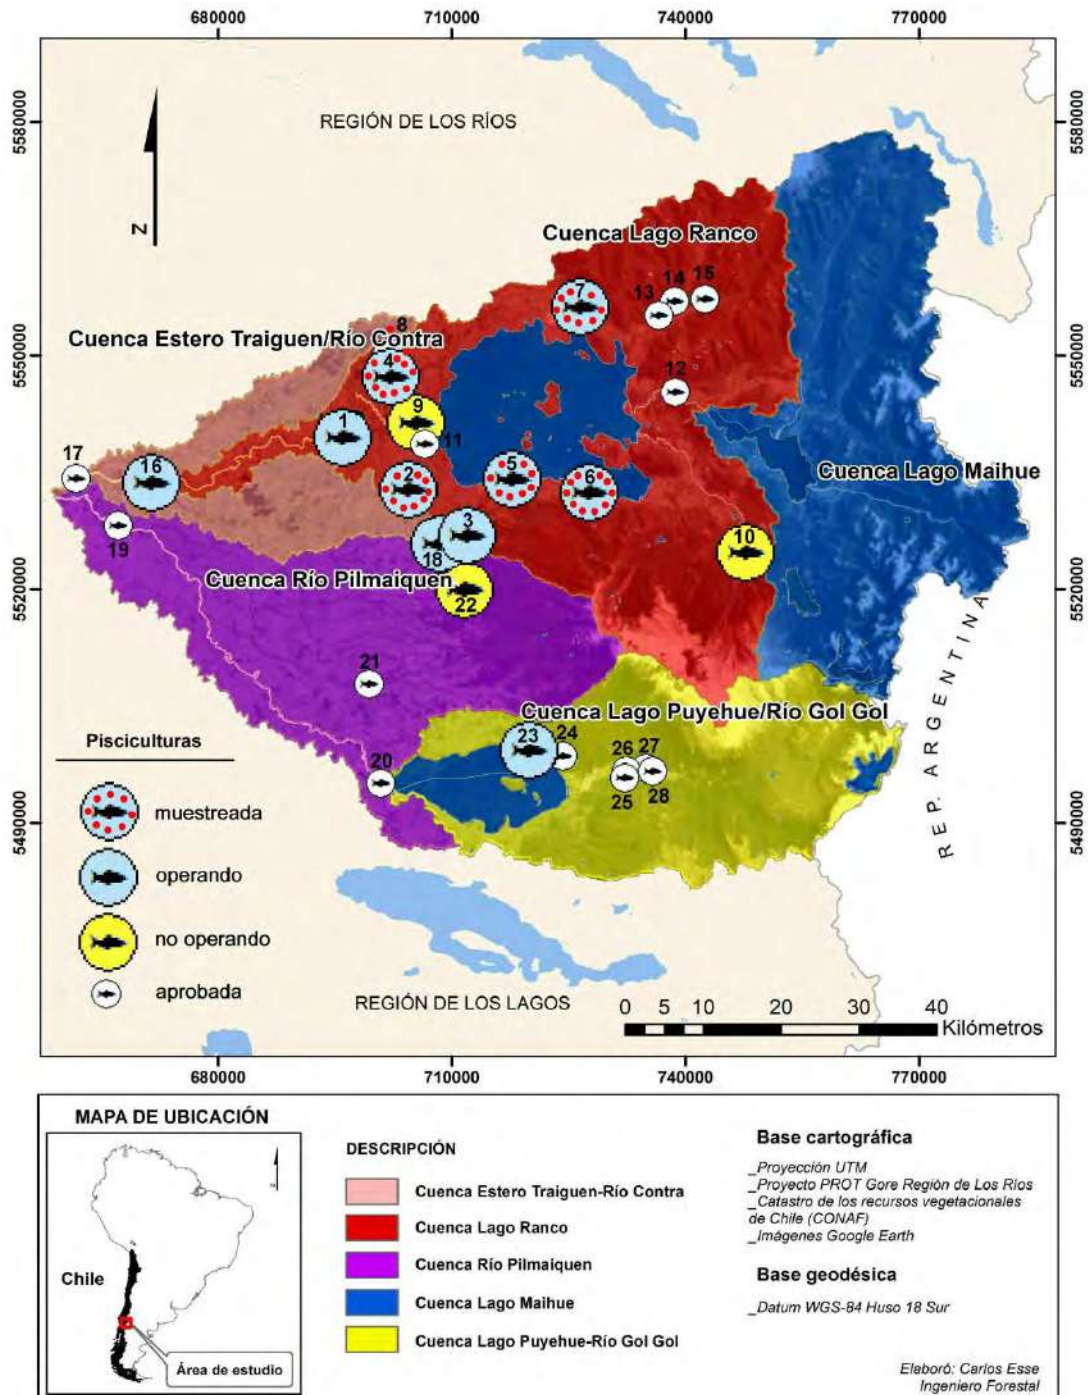 680000 710000 740000 770000
5580000
5580000
REGIÓN DE LOS RÍOS
N
Cuenca Lago Ranco
7
13
14
15
8
Cuenca Estero Traiguen/Río Contra
4
5550000
5550000
12
9
1
11
17
16
2
5
6
Cuenca Lago Maihue
19
18
3
10
Cuenca Río Pilmaiquen
22
5520000
5520000
REP. ARGENTINA
21
Cuenca Lago Puyehue/Río Gol Gol
23
24
26
27
25
28
20
5490000
5490000
Pisciculturas
muestreada
operando
no operando
aprobada
REGIÓN DE LOS LAGOS
0 5 10 20 30 40
Kilómetros
680000 710000 740000 770000
MAPA DE UBICACIÓN
Chile
Área de estudio
DESCRIPCIÓN
Cuenca Estero Traiguen-Río Contra
Cuenca Lago Ranco
Cuenca Río Pilmaiquen
Cuenca Lago Maihue
Cuenca Lago Puyehue-Río Gol Gol
Base cartográfica
_Proyección UTM
_Proyecto PROT Gore Región de Los Ríos
_Catastro de los recursos vegetacionales
de Chile (CONAF)
_Imágenes Google Earth
Base geodésica
_Datum WGS-84 Huso 18 Sur
Elaboró: Carlos Esse
Ingeniero Forestal